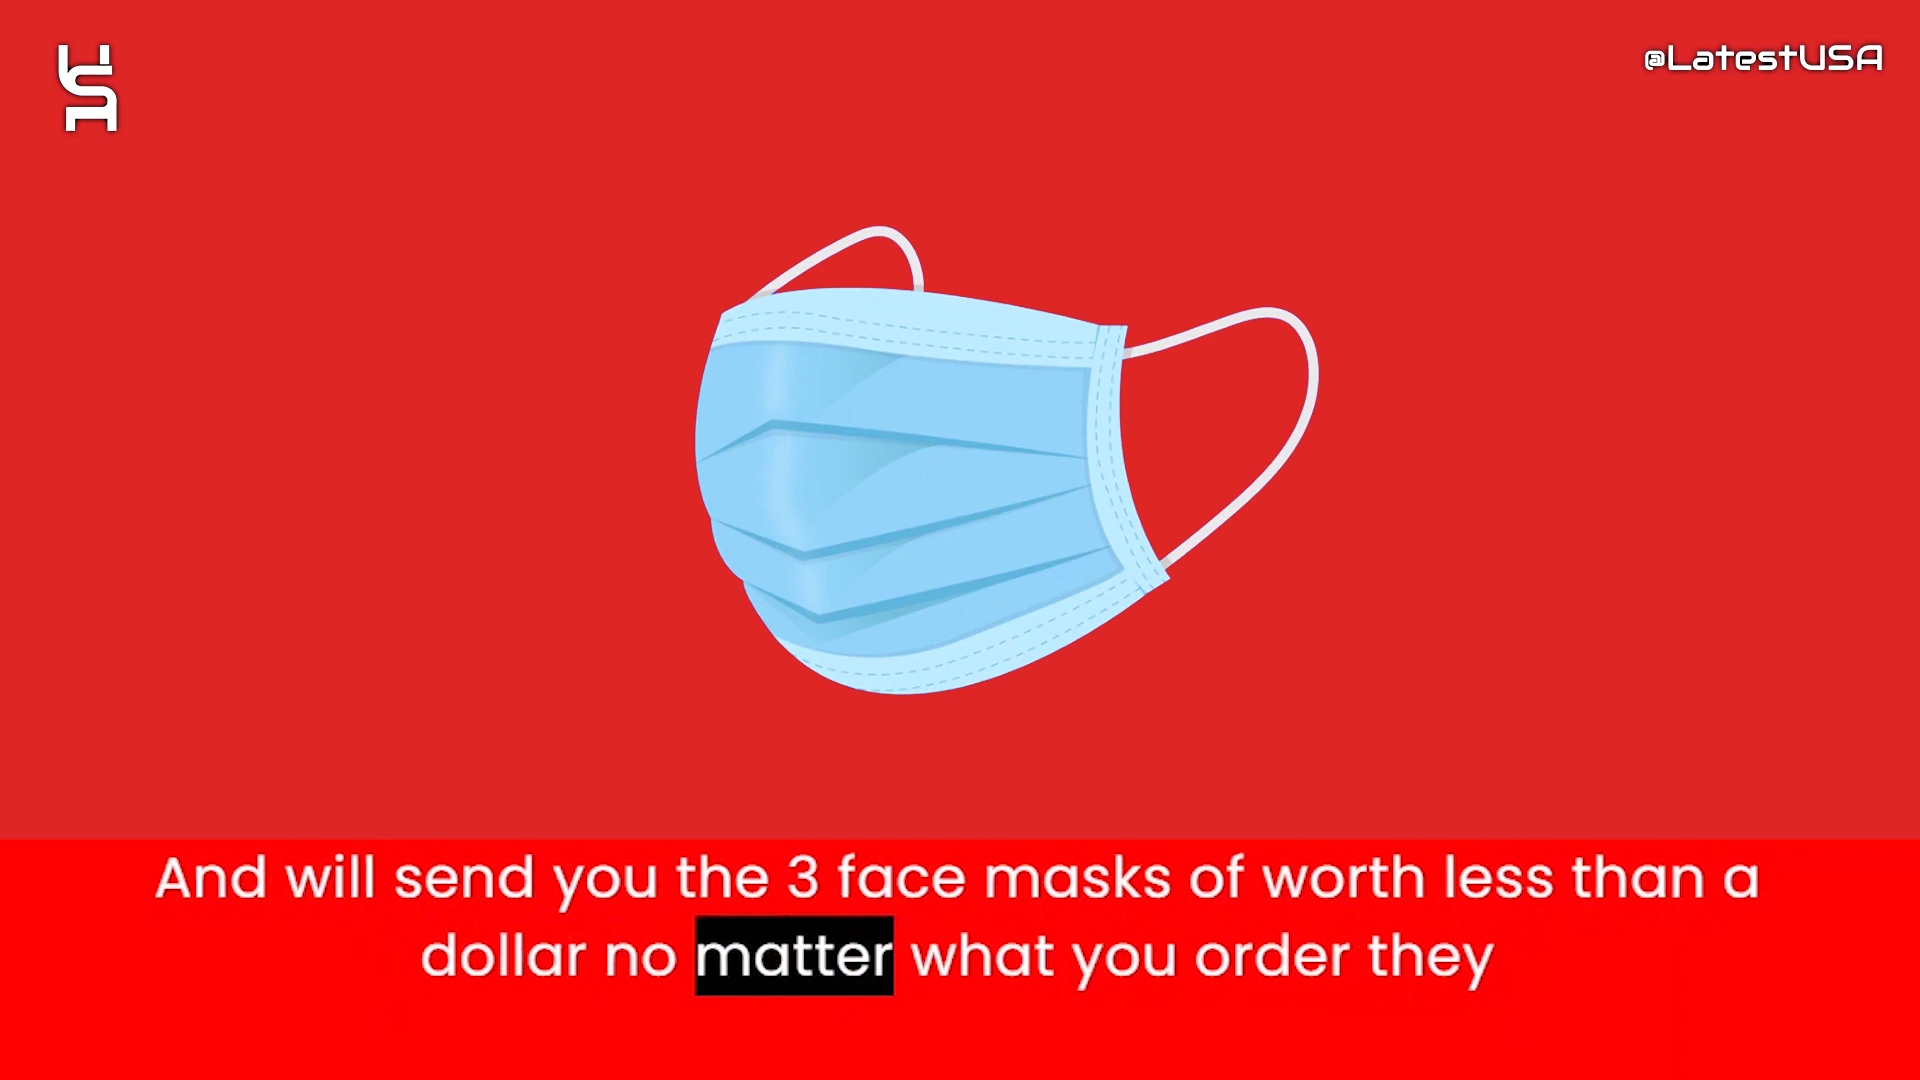 USA
@LatestUSA
And will send you the 3 face masks of worth less than a
dollar no matter what you order they